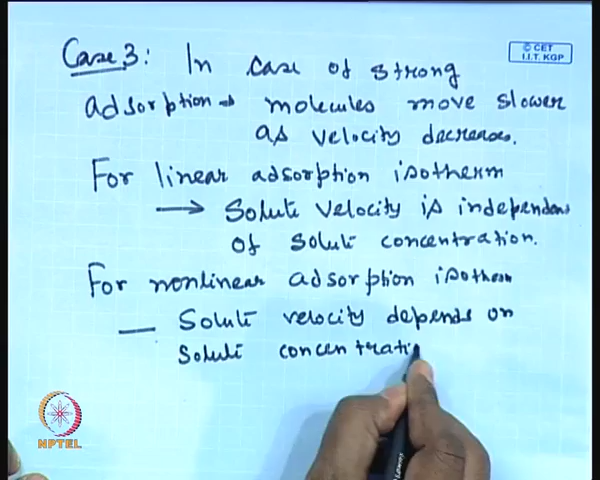 © CET
I.I.T. KGP
Case 3: In case of strong
adsorption → molecules move slower
as velocity decreases.
For linear adsorption isotherm
→ Solute velocity is independent
of solute concentration.
For nonlinear adsorption isotherm
— Solute velocity depends on
solute concentrati
NPTEL